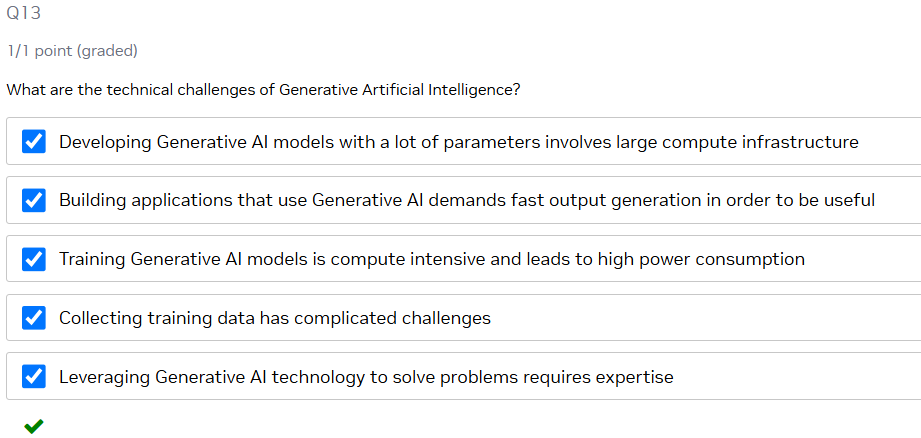 Q13
1/1 point (graded)
What are the technical challenges of Generative Artificial Intelligence?
Developing Generative AI models with a lot of parameters involves large compute infrastructure
Building applications that use Generative AI demands fast output generation in order to be useful
Training Generative AI models is compute intensive and leads to high power consumption
Collecting training data has complicated challenges
Leveraging Generative AI technology to solve problems requires expertise